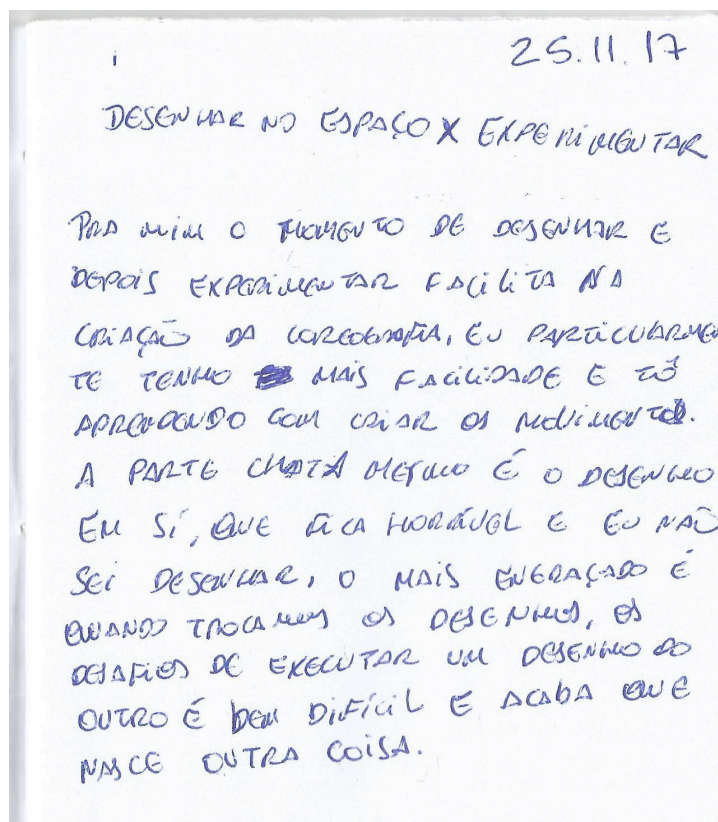 25.11.17
DESENHAR NO ESPAÇO X EXPERIMENTAR
PRA MIM O MOMENTO DE DESENHAR E
DEPOIS EXPERIMENTAR FACILITA NA
CRIAÇÃO DA COREOGRAFIA, EU PARTICULARMEN
TE TENHO MAIS FACILIDADE E TÔ
APRENDENDO COM CRIAR OS MOVIMENTOS.
A PARTE CHATA MESMO É O DESENHO
EM SÍ, QUE FICA HORRÍVEL E EU NÃO
SEI DESENHAR, O MAIS ENGRAÇADO É
QUANDO TROCAMOS OS DESENHOS, OS
DESAFIOS DE EXECUTAR UM DESENHO DO
OUTRO É BEM DIFÍCIL E ACABA QUE
NASCE OUTRA COISA.